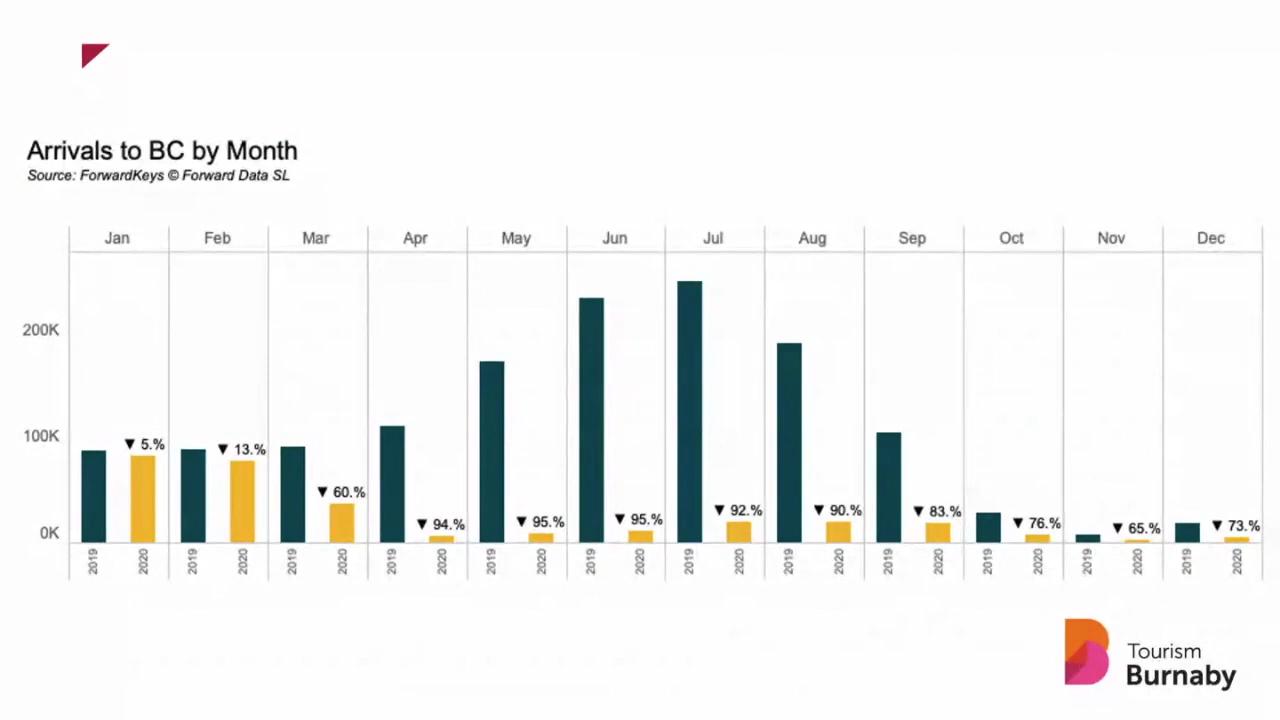 Arrivals to BC by Month
Source: ForwardKeys © Forward Data SL
Jan Feb Mar Apr May Jun Jul Aug Sep Oct Nov Dec
200K
100K
0K
▼ 5.% ▼ 13.% ▼ 60.% ▼ 94.% ▼ 95.% ▼ 95.% ▼ 92.% ▼ 90.% ▼ 83.% ▼ 76.% ▼ 65.% ▼ 73.%
2019 2020 2019 2020 2019 2020 2019 2020 2019 2020 2019 2020 2019 2020 2019 2020 2019 2020 2019 2020 2019 2020 2019 2020
Tourism
Burnaby